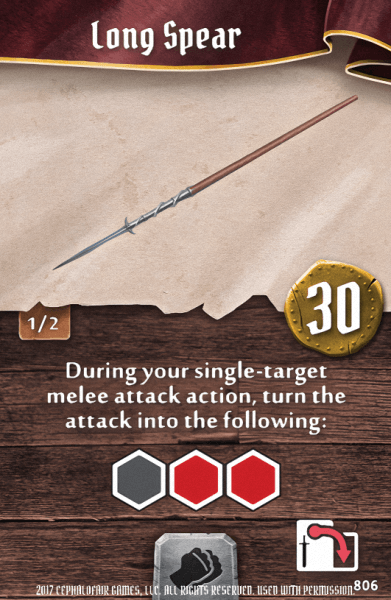 Long Spear
30
1/2
During your single-target
melee attack action, turn the
attack into the following:
806
2017 CEPHALOFAIR GAMES, LLC. ALL RIGHTS RESERVED. USED WITH PERMISSION